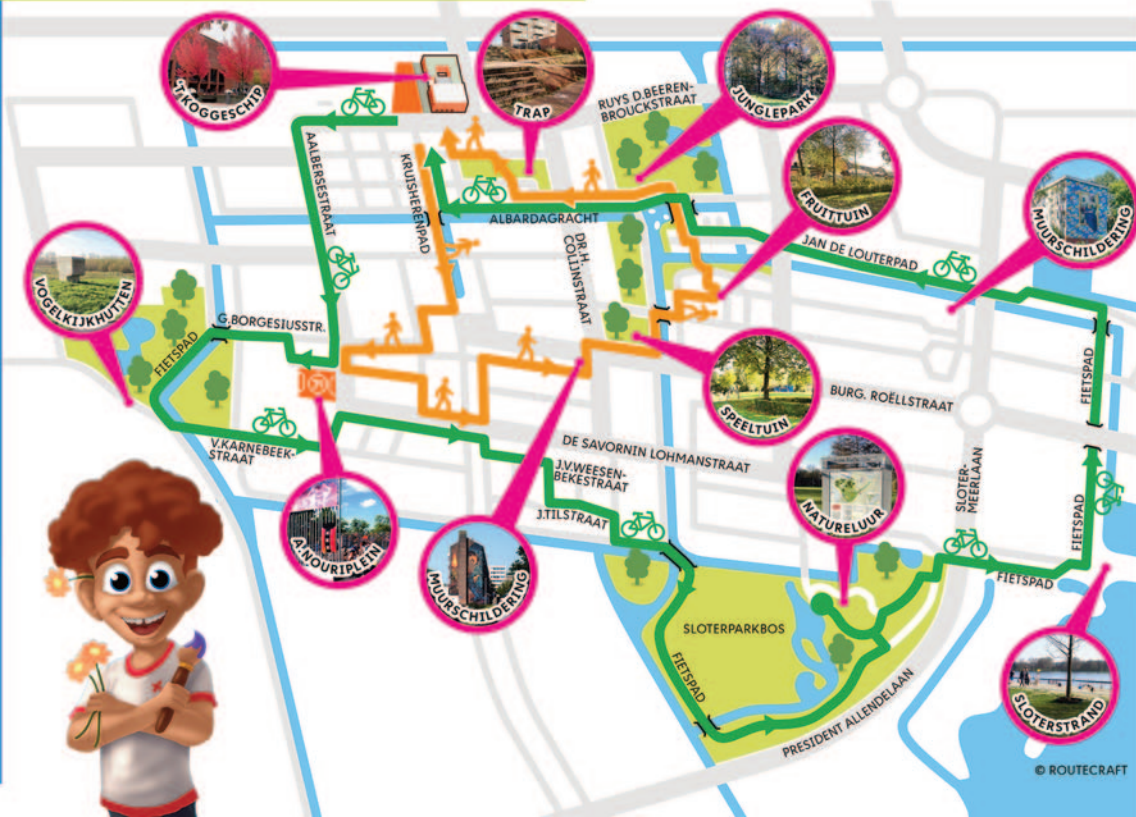 'T KOGGESCHIP
TRAP
RUYS D.BEEREN-
BROUCKSTRAAT
JUNGLEPARK
AALBERSESTRAAT
KRUISHERENPAD
FRUITTUIN
MUURSCHILDERING
ALBARDAGRACHT
DR.H.
COLIJNSTRAAT
JAN DE LOUTERPAD
VOGELKIJKHUTTEN
G.BORGESIUSSTR.
FIETSPAD
SPEELTUIN
BURG. ROËLLSTRAAT
FIETSPAD
V.KARNEBEEK-
STRAAT
DE SAVORNIN LOHMANSTRAAT
J.V.WEESEN-
BEKESTRAAT
J.TILSTRAAT
A.NOURIPLEIN
MUURSCHILDERING
NATURELUUR
SLOTER-
MEERLAAN
FIETSPAD
FIETSPAD
SLOTERPARKBOS
FIETSPAD
PRESIDENT ALLENDELAAN
SLOTERSTRAND
© ROUTECRAFT